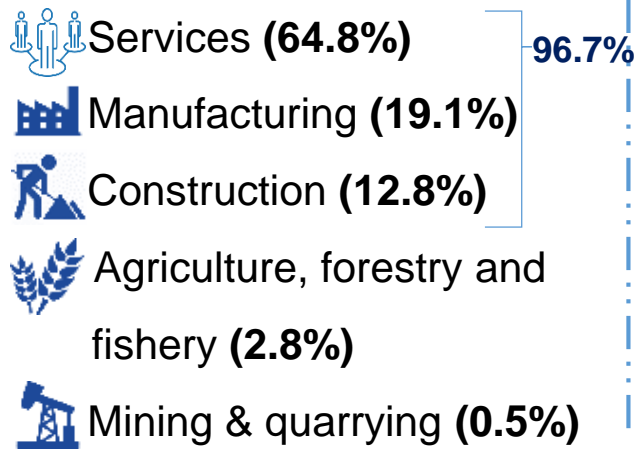 Services (64.8%)
96.7%
Manufacturing (19.1%)
Construction (12.8%)
Agriculture, forestry and
fishery (2.8%)
Mining & quarrying (0.5%)